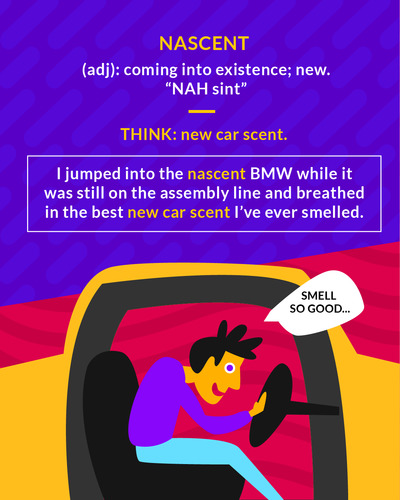 NASCENT
(adj): coming into existence; new.
“NAH sint”
THINK: new car scent.
I jumped into the nascent BMW while it
was still on the assembly line and breathed
in the best new car scent I’ve ever smelled.
SMELL
SO GOOD...